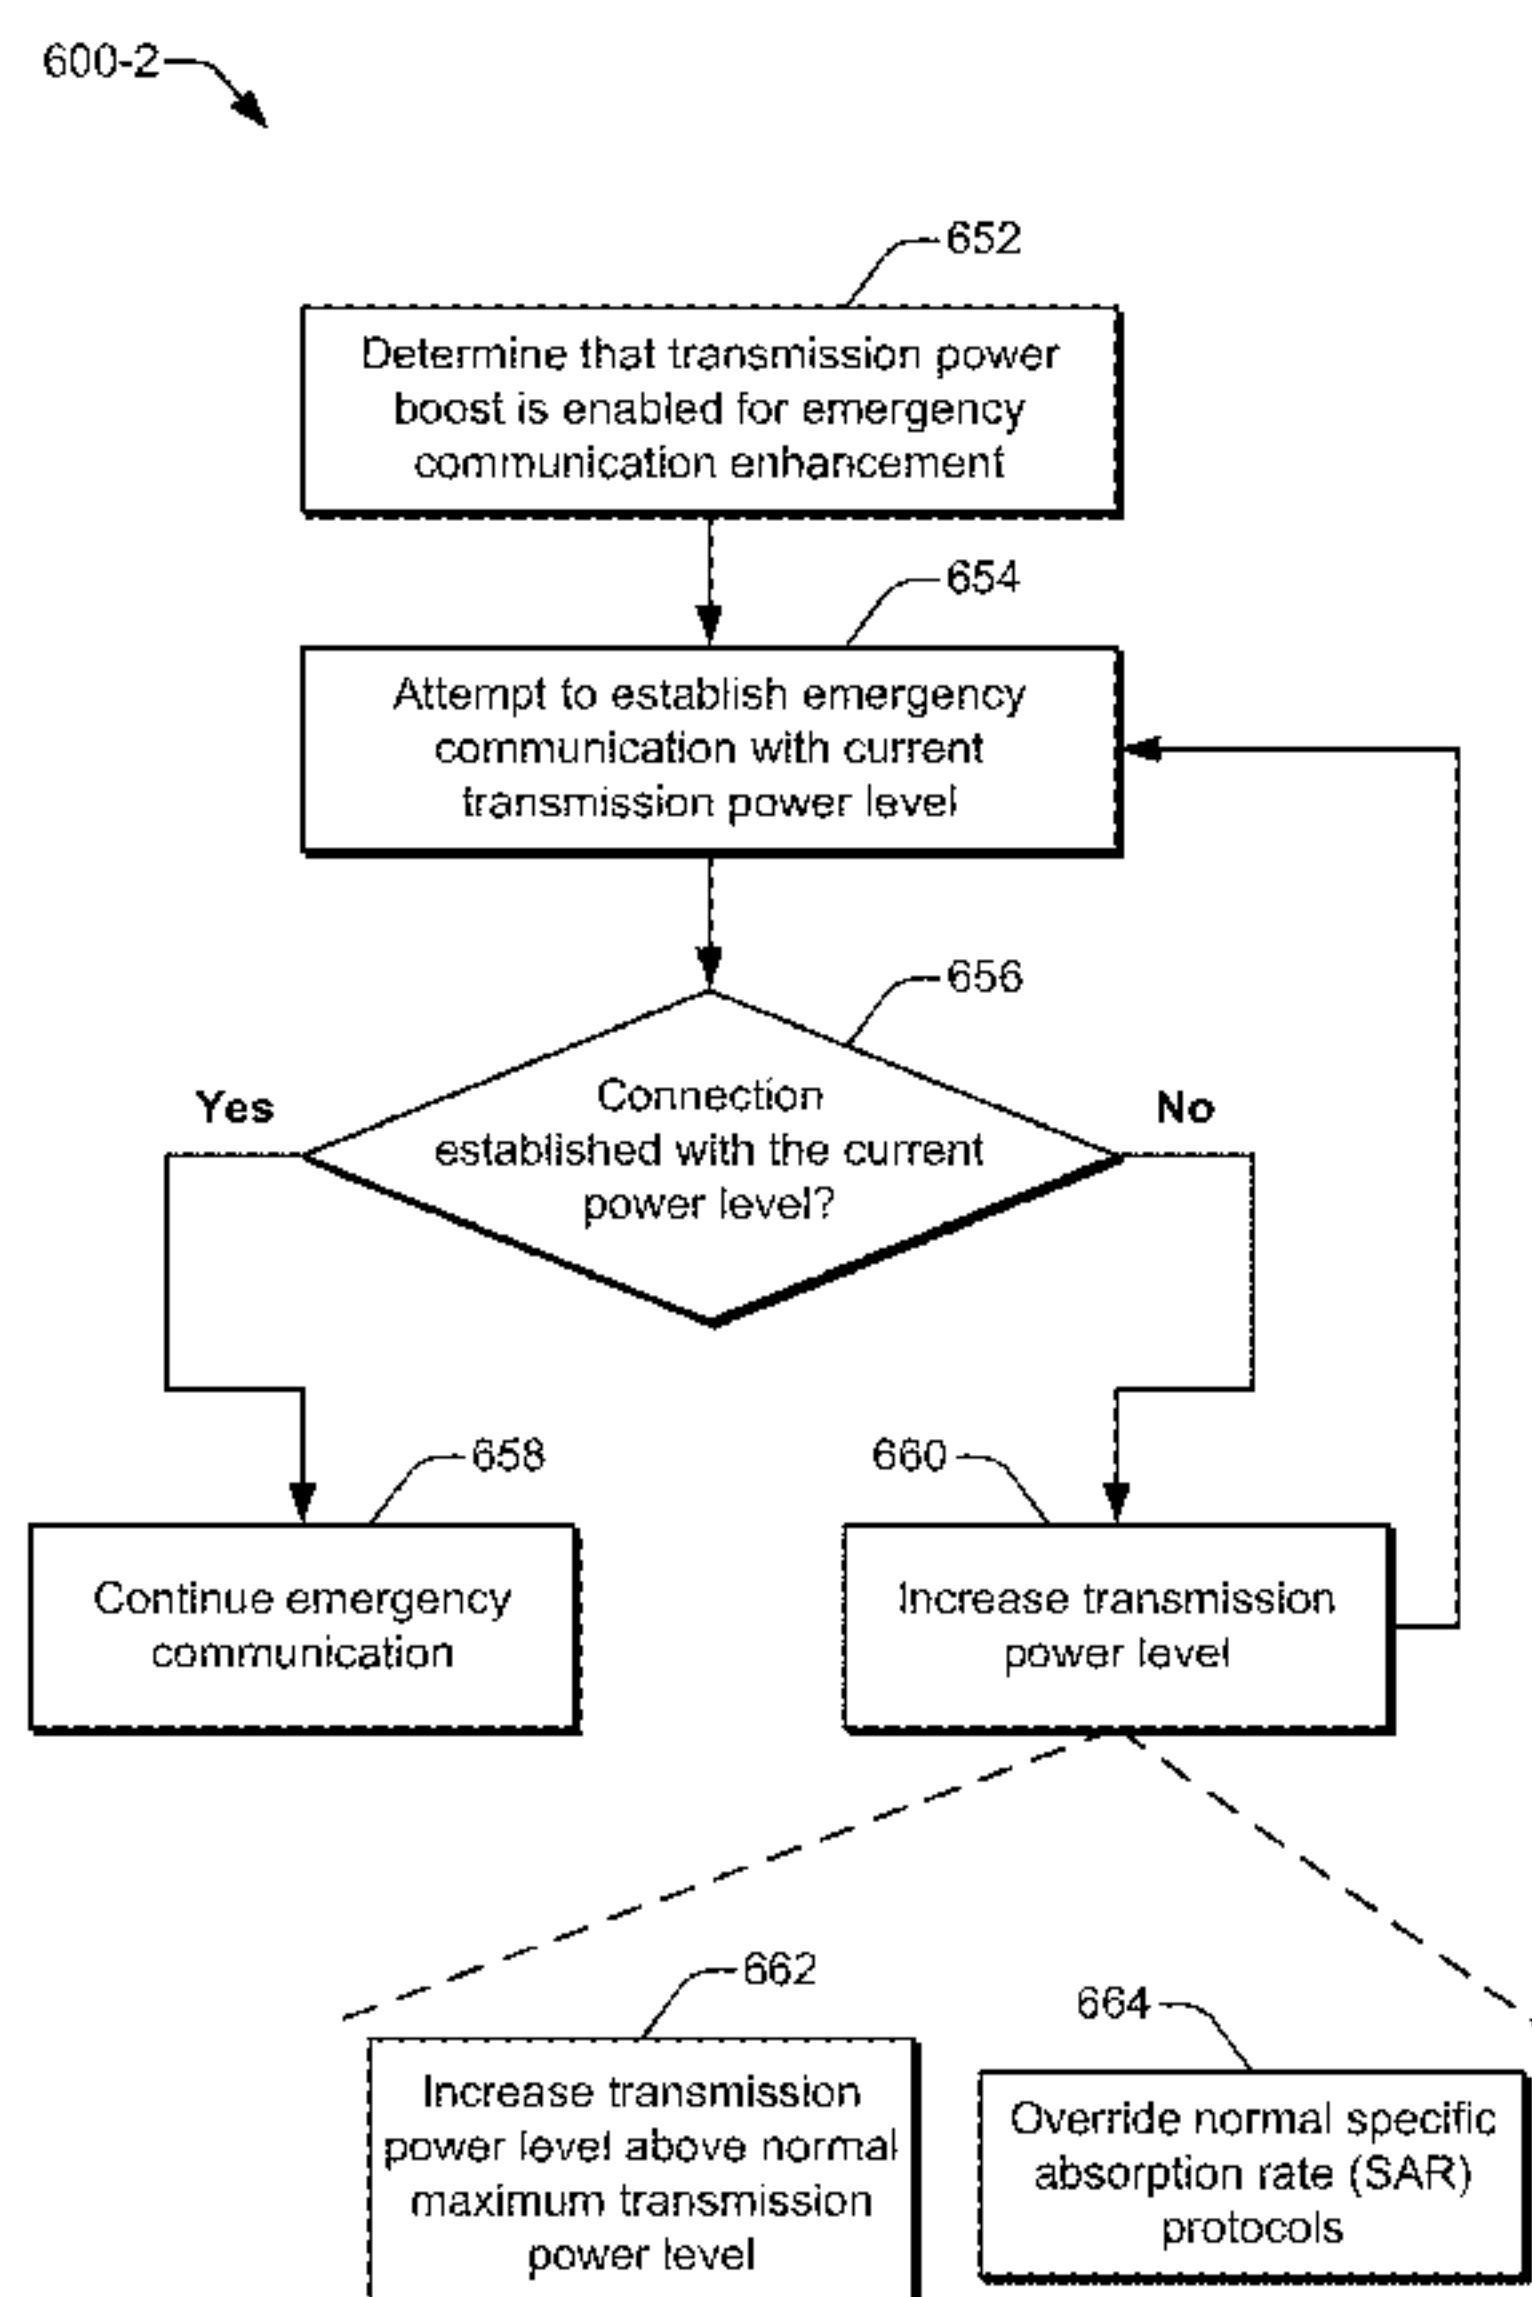 600-2
652
Determine that transmission power
boost is enabled for emergency
communication enhancement
654
Attempt to establish emergency
communication with current
transmission power level
656
Connection
established with the current
power level?
Yes
No
658
Continue emergency
communication
660
Increase transmission
power level
662
Increase transmission
power level above normal
maximum transmission
power level
664
Override normal specific
absorption rate (SAR)
protocols